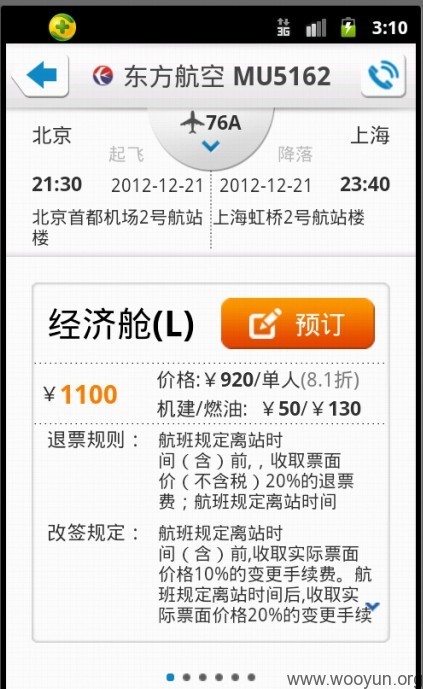 3G 3:10
东方航空 MU5162
76A
北京 上海
起飞 降落
21:30 2012-12-21 2012-12-21 23:40
北京首都机场2号航站楼 上海虹桥2号航站楼
经济舱(L) 预订
¥1100
价格:¥920/单人(8.1折)
机建/燃油: ¥50/¥130
退票规则： 航班规定离站时
间（含）前,，收取票面
价（不含税）20%的退票
费；航班规定离站时间
改签规定： 航班规定离站时
间（含）前,收取实际票面
价格10%的变更手续费。航
班规定离站时间后,收取实
际票面价格20%的变更手续
www.wooyun.org